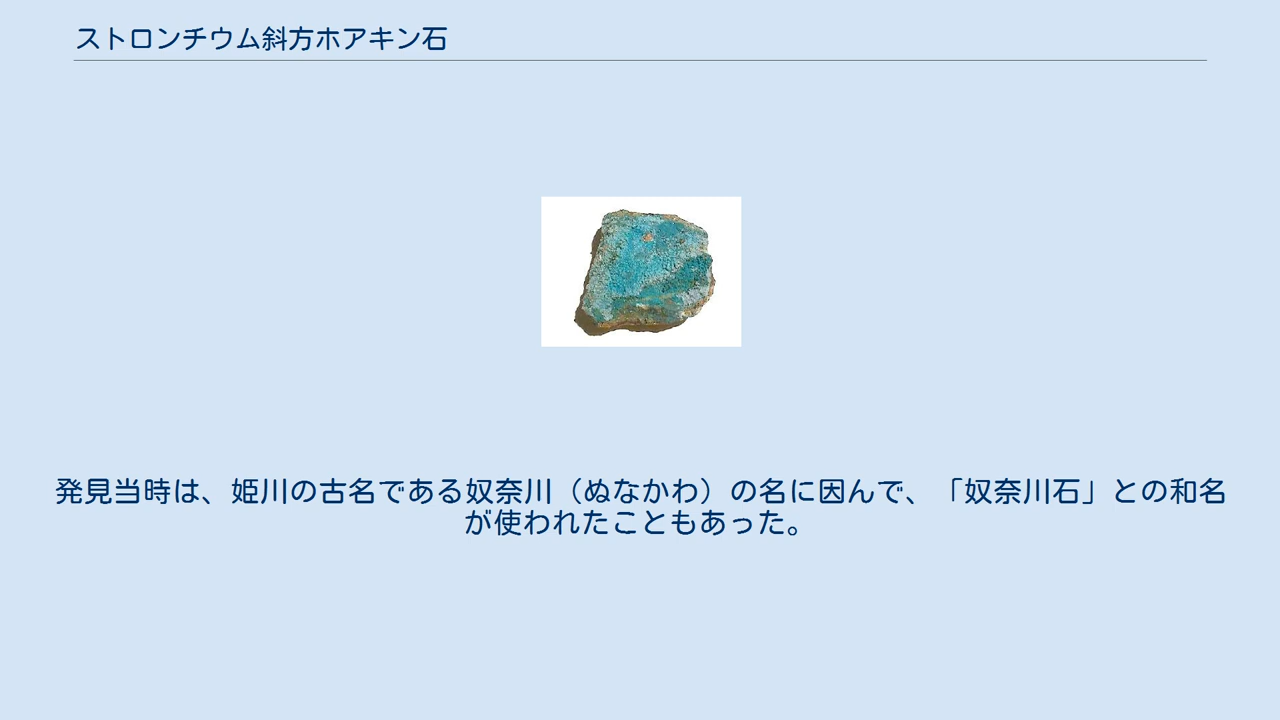 ストロンチウム斜方ホアキン石
発見当時は、姫川の古名である奴奈川（ぬなかわ）の名に因んで、「奴奈川石」との和名
が使われたこともあった。